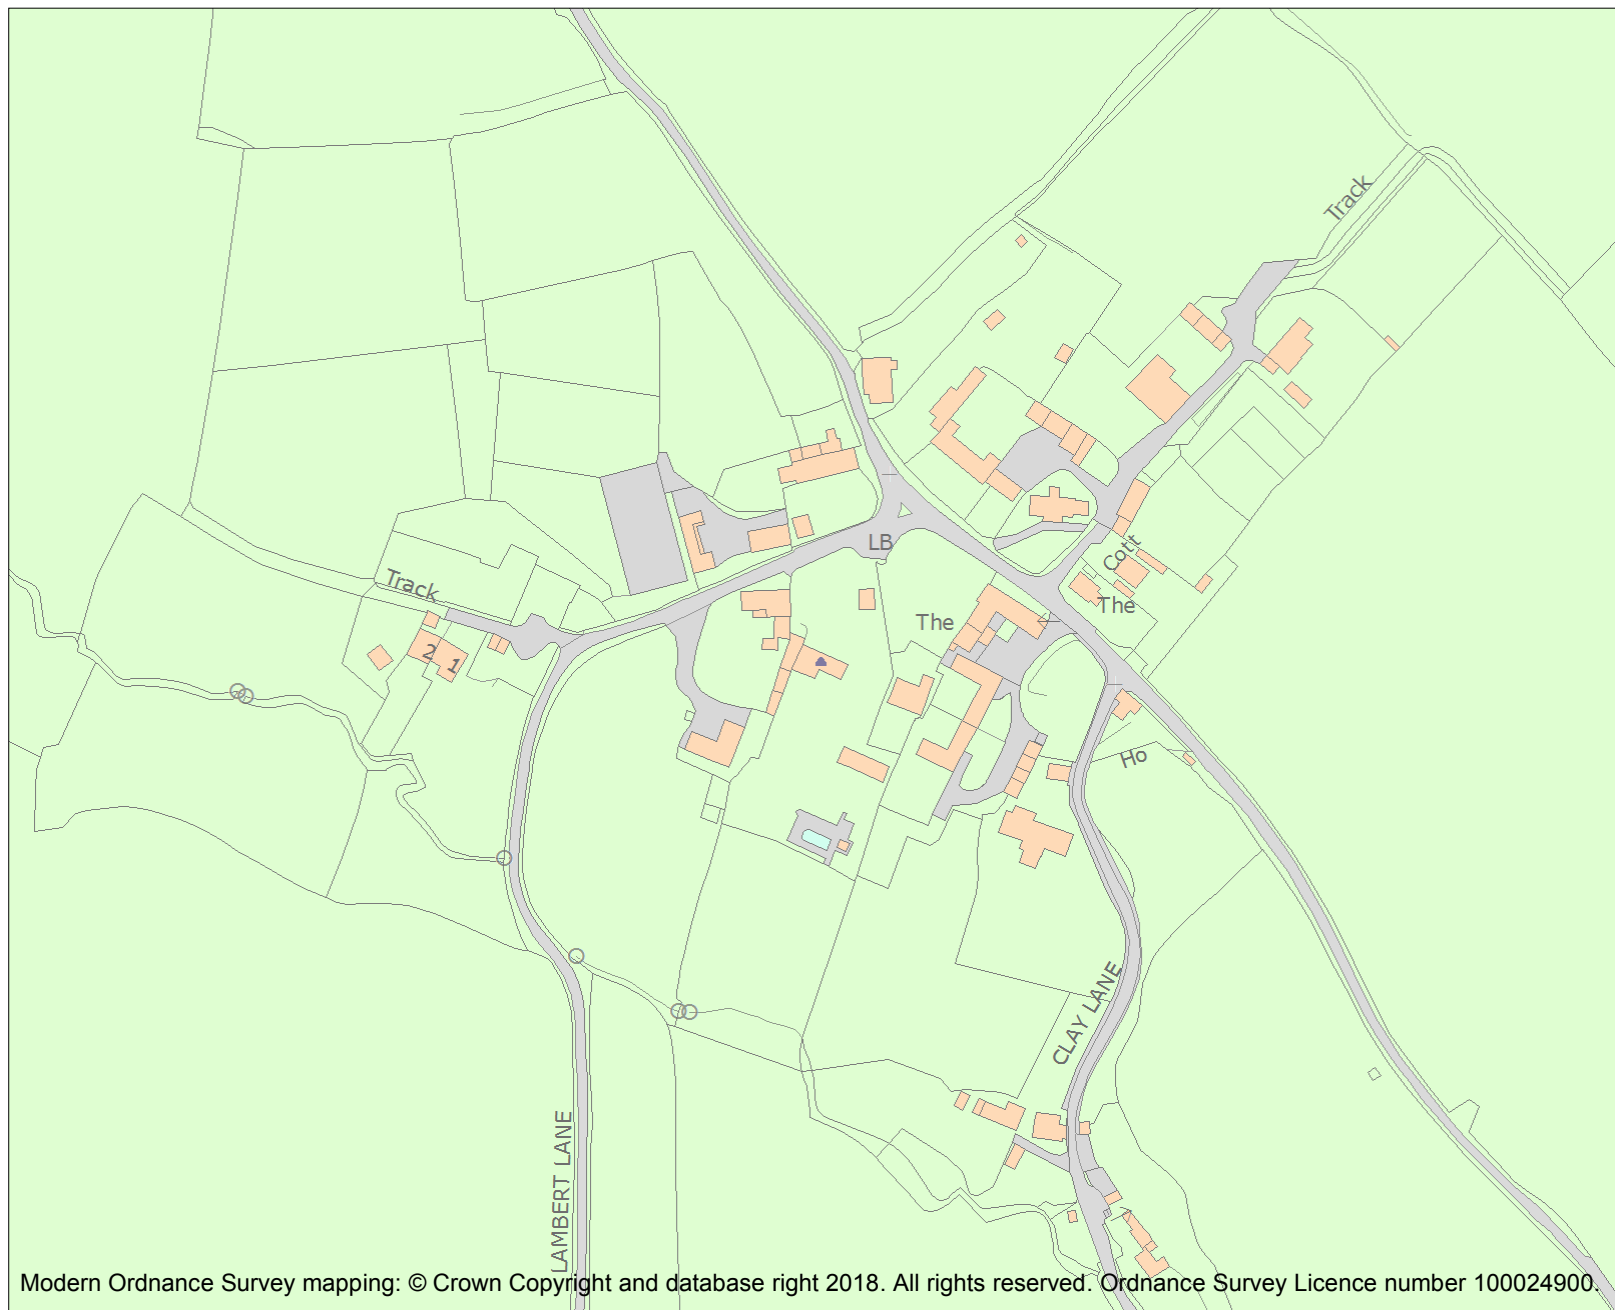 Track
LB
Cott
Track
The
The
2
1
Ho
CLAY LANE
LAMBERT LANE
Modern Ordnance Survey mapping: © Crown Copyright and database right 2018. All rights reserved. Ordnance Survey Licence number 100024900.